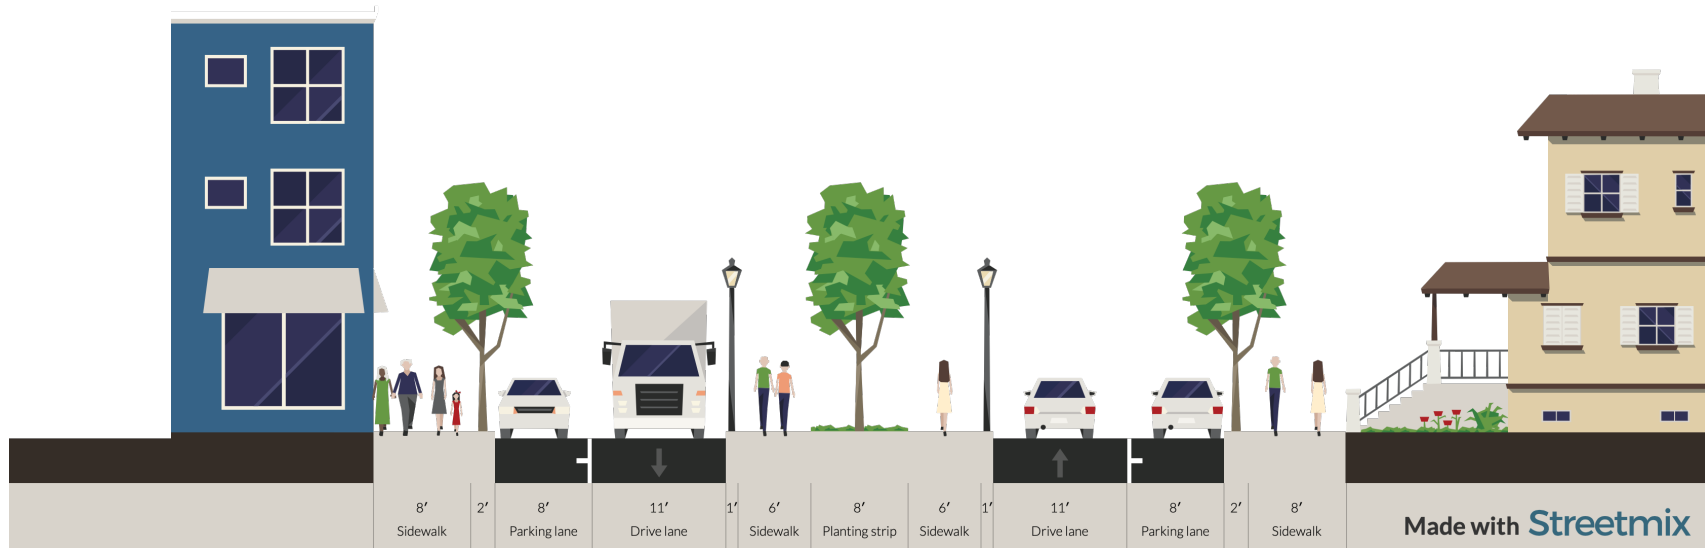 8′ 2′ 8′ 11′ 1′ 6′ 8′ 6′ 1′ 11′ 8′ 2′ 8′
Sidewalk Parking lane Drive lane Sidewalk Planting strip Sidewalk Drive lane Parking lane Sidewalk
Made with Streetmix